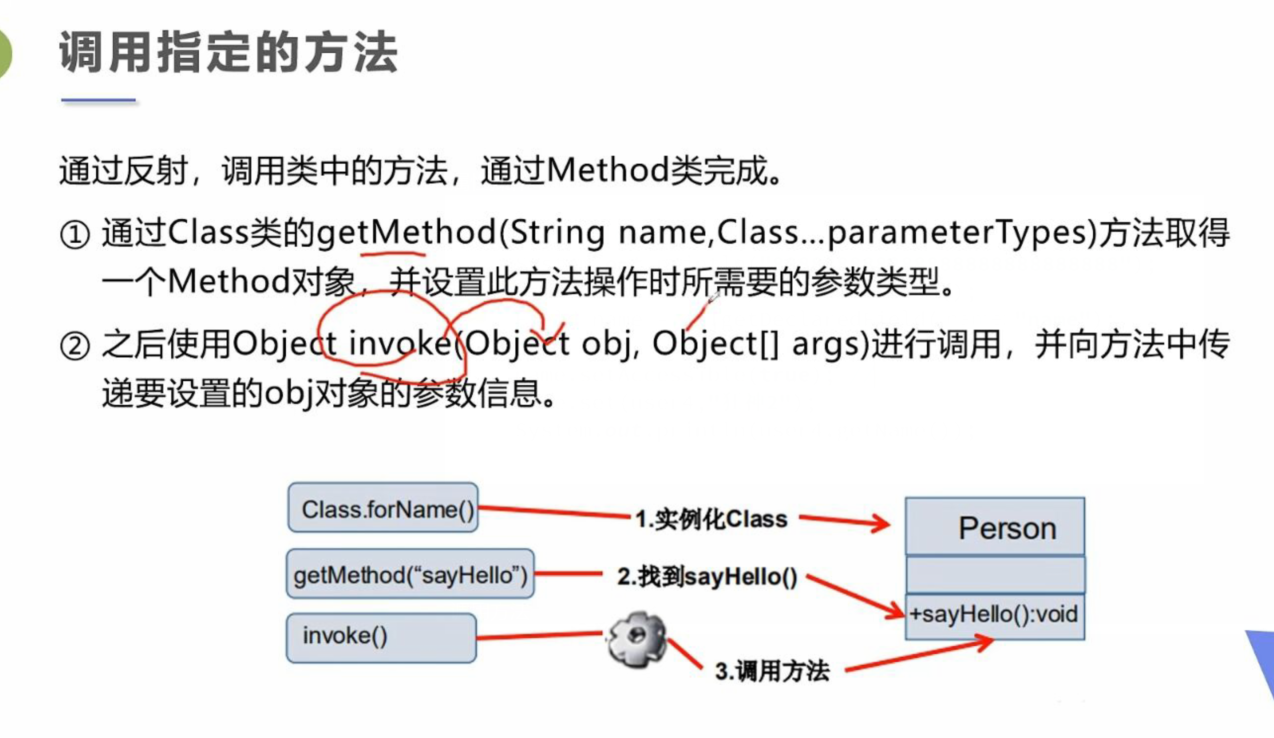 调用指定的方法
通过反射，调用类中的方法，通过Method类完成。
① 通过Class类的getMethod(String name,Class…parameterTypes)方法取得
一个Method对象，并设置此方法操作时所需要的参数类型。
② 之后使用Object invoke(Object obj, Object[] args)进行调用，并向方法中传
递要设置的obj对象的参数信息。
Class.forName()
1.实例化Class
Person
getMethod(“sayHello”)
2.找到sayHello()
+sayHello():void
invoke()
3.调用方法